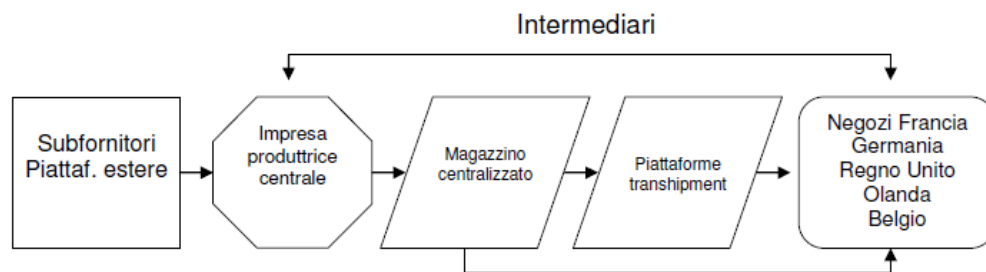 Intermediari
Subfornitori
Piattaf. estere
Impresa
produttrice
centrale
Magazzino
centralizzato
Piattaforme
transhipment
Negozi Francia
Germania
Regno Unito
Olanda
Belgio